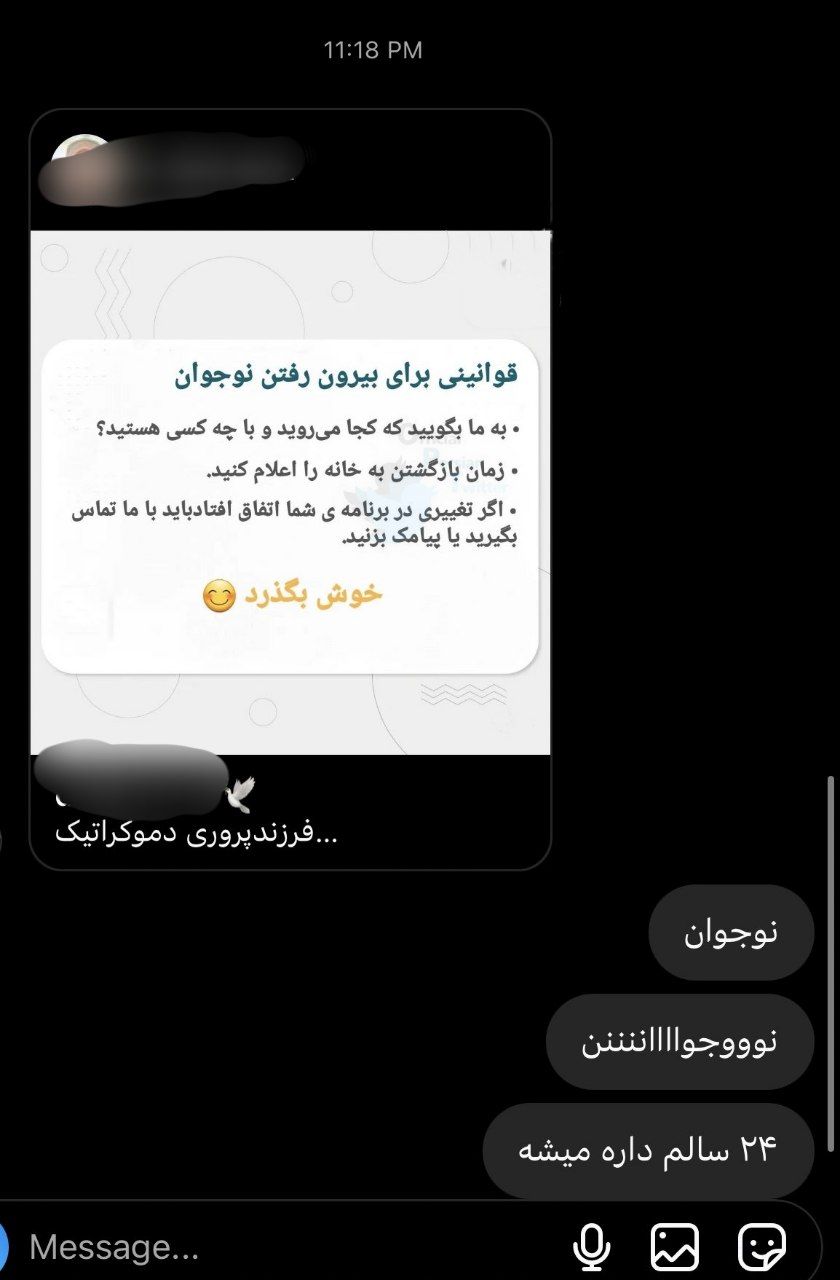 11:18 PM
قوانینی برای بیرون رفتن نوجوان
• به ما بگویید که کجا می‌روید و با چه کسی هستید؟
• زمان بازگشتن به خانه را اعلام کنید.
• اگر تغییری در برنامه ی شما اتفاق افتادباید با ما تماس
بگیرید یا پیامک بزنید.
خوش بگذرد 😊
فرزندپروری دموکراتیک...
نوجوان
نوووجواااانننننن
۲۴ سالم داره میشه
Message...